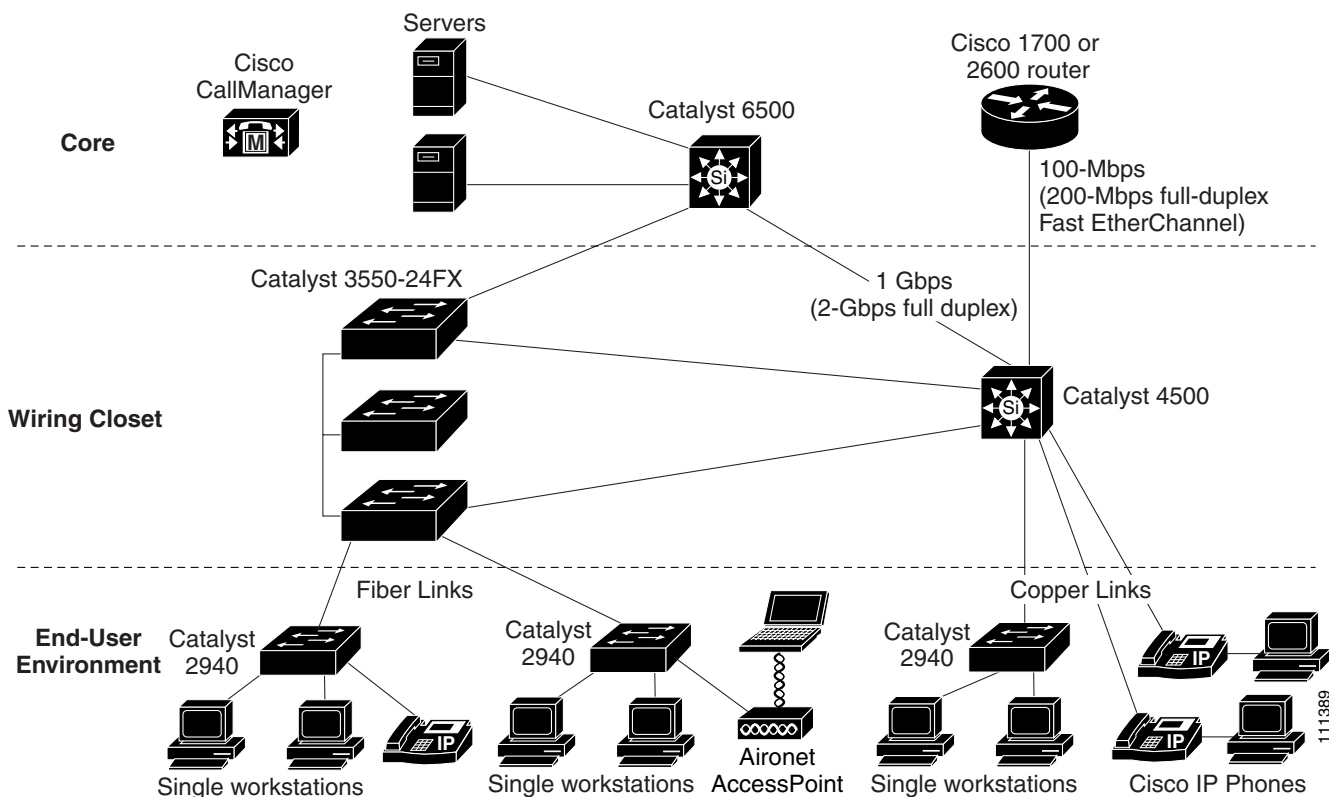 Servers
Cisco
CallManager
Cisco 1700 or
2600 router
Catalyst 6500
Core
M
Si
100-Mbps
(200-Mbps full-duplex
Fast EtherChannel)
Catalyst 3550-24FX
1 Gbps
(2-Gbps full duplex)
Wiring Closet
Si
Catalyst 4500
Fiber Links
Copper Links
End-User
Environment
Catalyst
2940
Catalyst
2940
Catalyst
2940
IP
IP
IP
Single workstations
Single workstations
Aironet
AccessPoint
Single workstations
Cisco IP Phones
111389